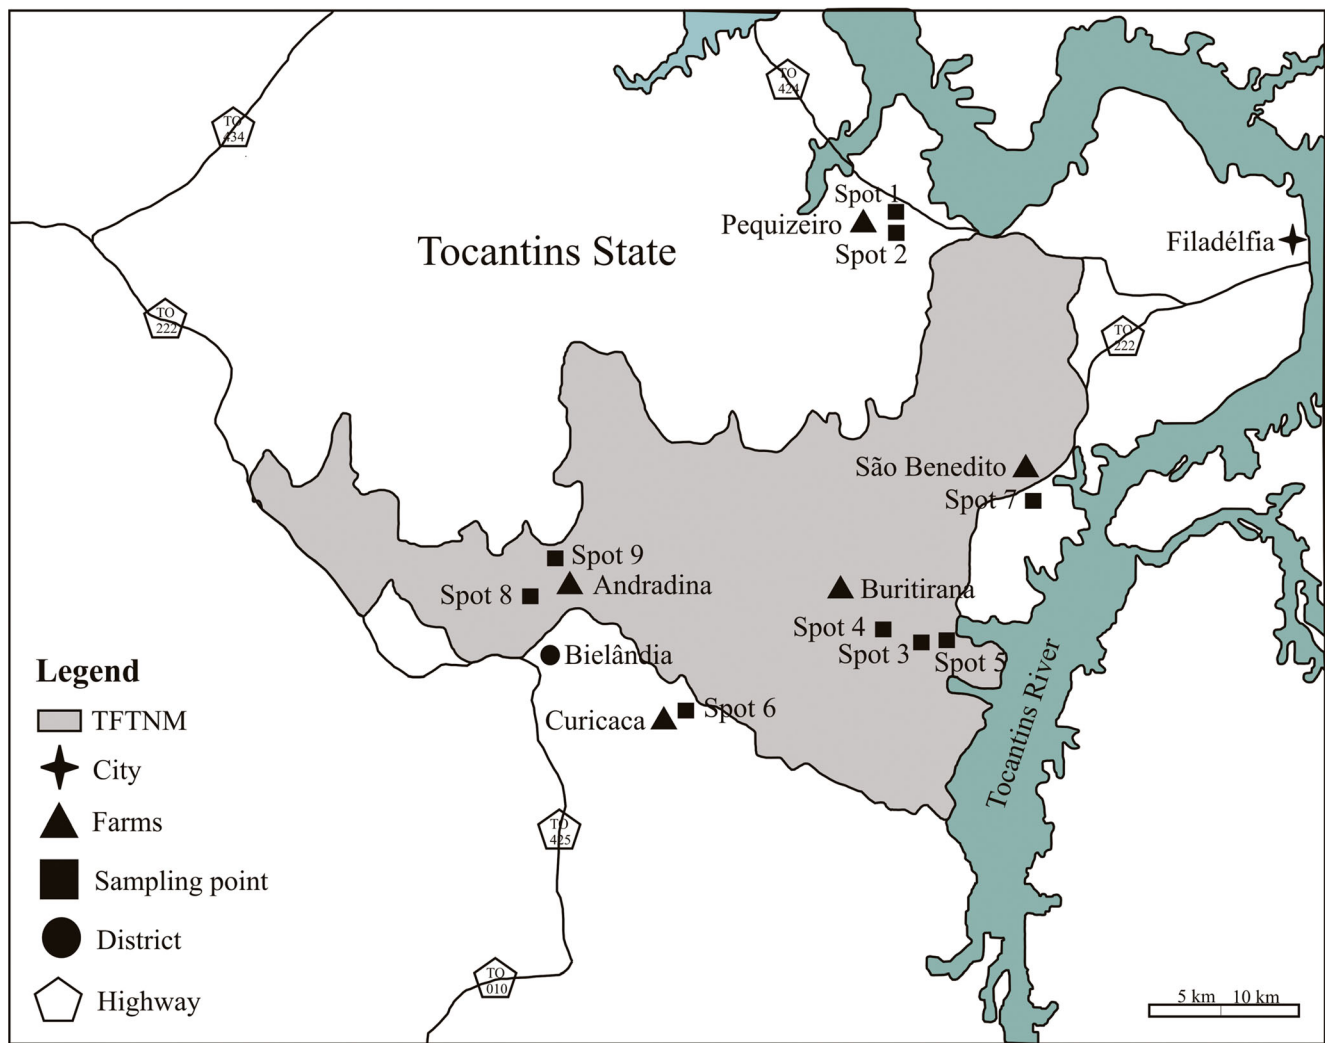 TO
424
TO
434
Spot 1
Pequizeiro
Spot 2
Filadélfia
Tocantins State
TO
222
TO
222
São Benedito
Spot 7
Spot 9
Andradina
Spot 8
Buritirana
Spot 4
Spot 3
Spot 5
Bielândia
Spot 6
Curicaca
Tocantins River
TO
425
TO
010
Legend
TFTNM
City
Farms
Sampling point
District
Highway
5 km 10 km